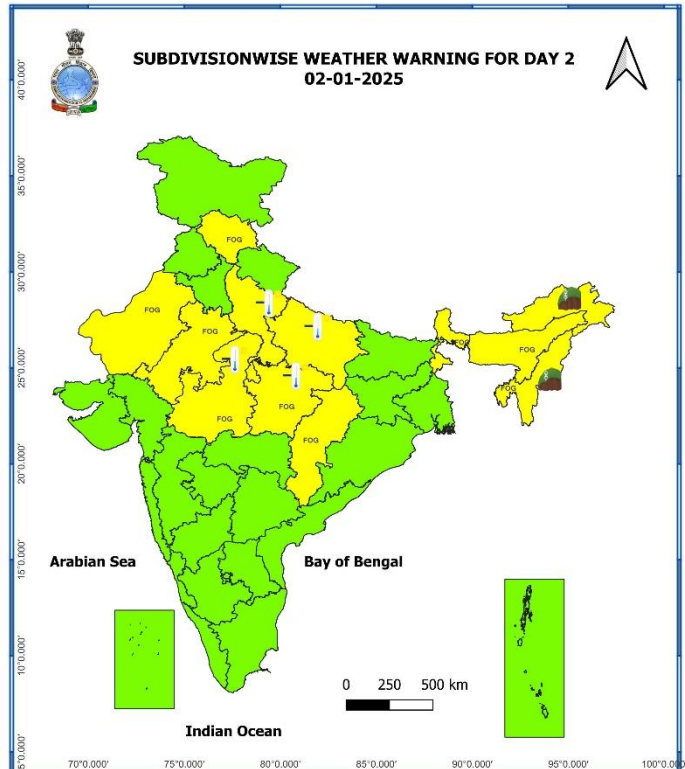 SUBDIVISIONWISE WEATHER WARNING FOR DAY 2
02-01-2025
40°0.000'
35°0.000'
30°0.000'
25°0.000'
20°0.000'
15°0.000'
10°0.000'
5°0.000'
FOG
FOG
FOG
FOG
FOG
FOG
FOG
FOG
FOG
Arabian Sea
Bay of Bengal
0 250 500 km
Indian Ocean
70°0.000' 75°0.000' 80°0.000' 85°0.000' 90°0.000' 95°0.000' 100°0.000'